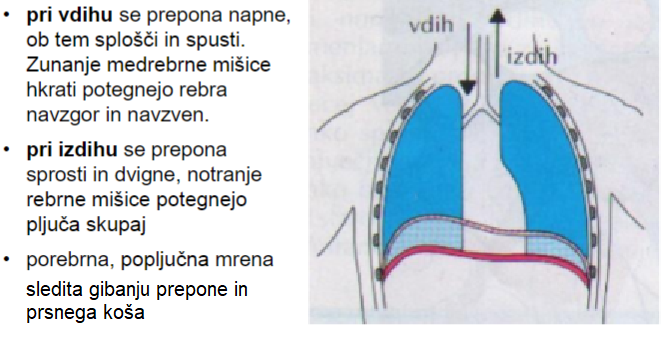 • pri vdihu se prepona napne,
ob tem splošči in spusti.
Zunanje medrebrne mišice
hkrati potegnejo rebra
navzgor in navzven.
• pri izdihu se prepona
sprosti in dvigne, notranje
rebrne mišice potegnejo
pljuča skupaj
• porebrna, popljučna mrena
sledita gibanju prepone in
prsnega koša
vdih
izdih